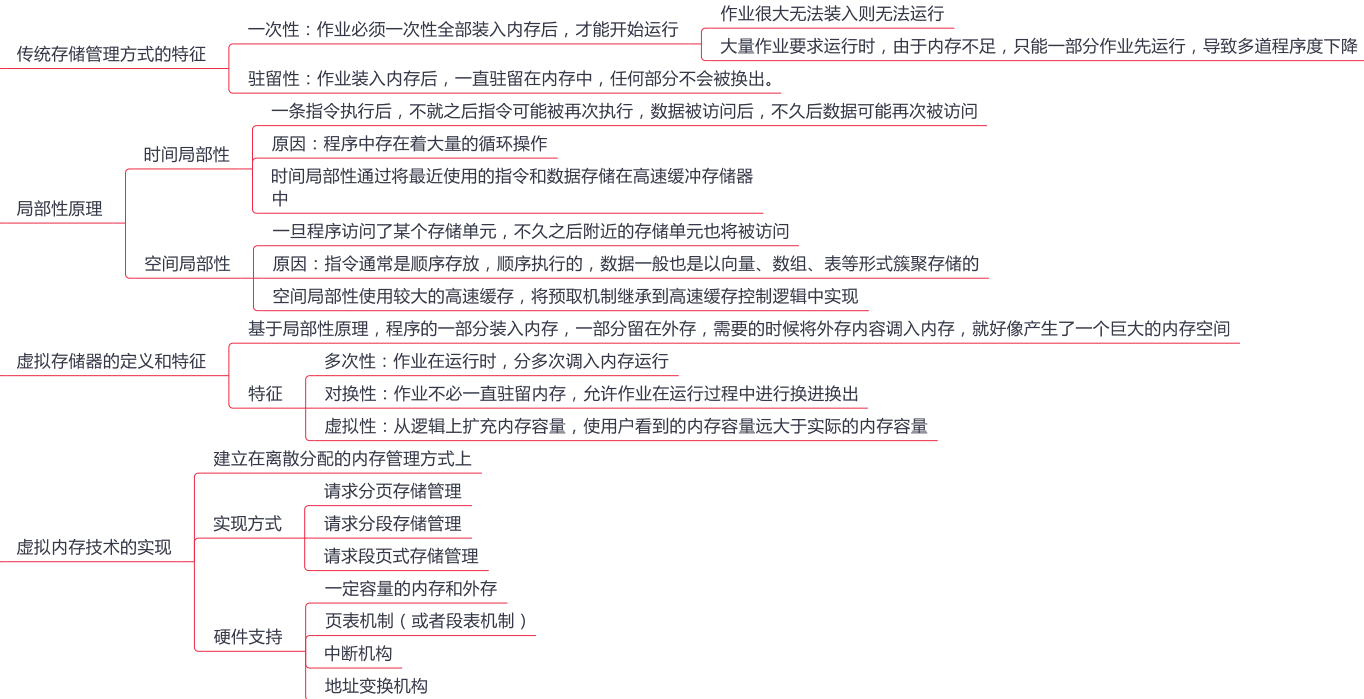 传统存储管理方式的特征
一次性：作业必须一次性全部装入内存后，才能开始运行
作业很大无法装入则无法运行
大量作业要求运行时，由于内存不足，只能一部分作业先运行，导致多道程序度下降
驻留性：作业装入内存后，一直驻留在内存中，任何部分不会被换出。
局部性原理
时间局部性
一条指令执行后，不就之后指令可能被再次执行，数据被访问后，不久后数据可能再次被访问
原因：程序中存在着大量的循环操作
时间局部性通过将最近使用的指令和数据存储在高速缓冲存储器
中
空间局部性
一旦程序访问了某个存储单元，不久之后附近的存储单元也将被访问
原因：指令通常是顺序存放，顺序执行的，数据一般也是以向量、数组、表等形式簇聚存储的
空间局部性使用较大的高速缓存，将预取机制继承到高速缓存控制逻辑中实现
虚拟存储器的定义和特征
基于局部性原理，程序的一部分装入内存，一部分留在外存，需要的时候将外存内容调入内存，就好像产生了一个巨大的内存空间
特征
多次性：作业在运行时，分多次调入内存运行
对换性：作业不必一直驻留内存，允许作业在运行过程中进行换进换出
虚拟性：从逻辑上扩充内存容量，使用户看到的内存容量远大于实际的内存容量
虚拟内存技术的实现
建立在离散分配的内存管理方式上
实现方式
请求分页存储管理
请求分段存储管理
请求段页式存储管理
硬件支持
一定容量的内存和外存
页表机制（或者段表机制）
中断机构
地址变换机构